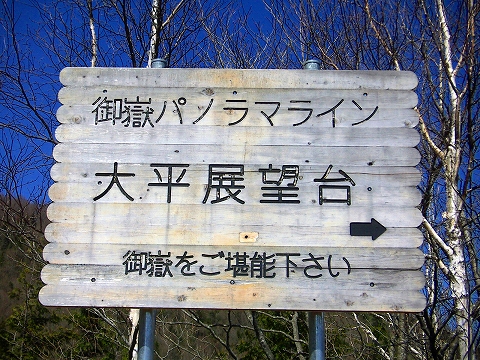 御嶽パノラマライン
大平展望台
御嶽をご堪能下さい